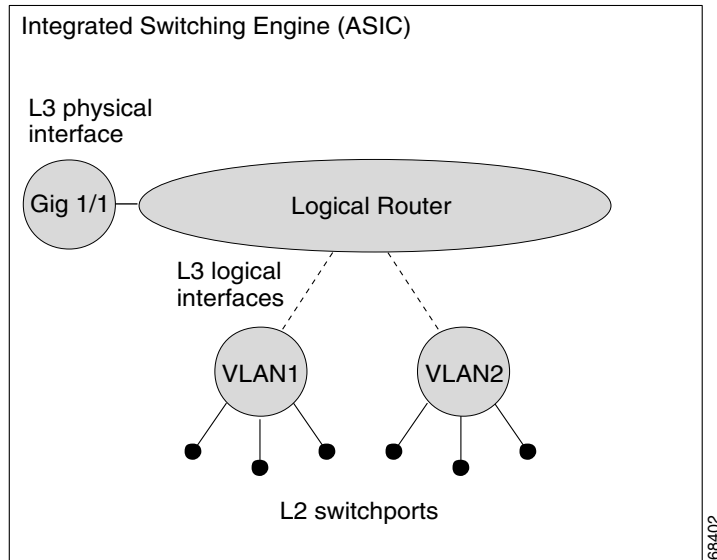 Integrated Switching Engine (ASIC)
L3 physical
interface
Gig 1/1
Logical Router
L3 logical
interfaces
VLAN1
VLAN2
L2 switchports
68402